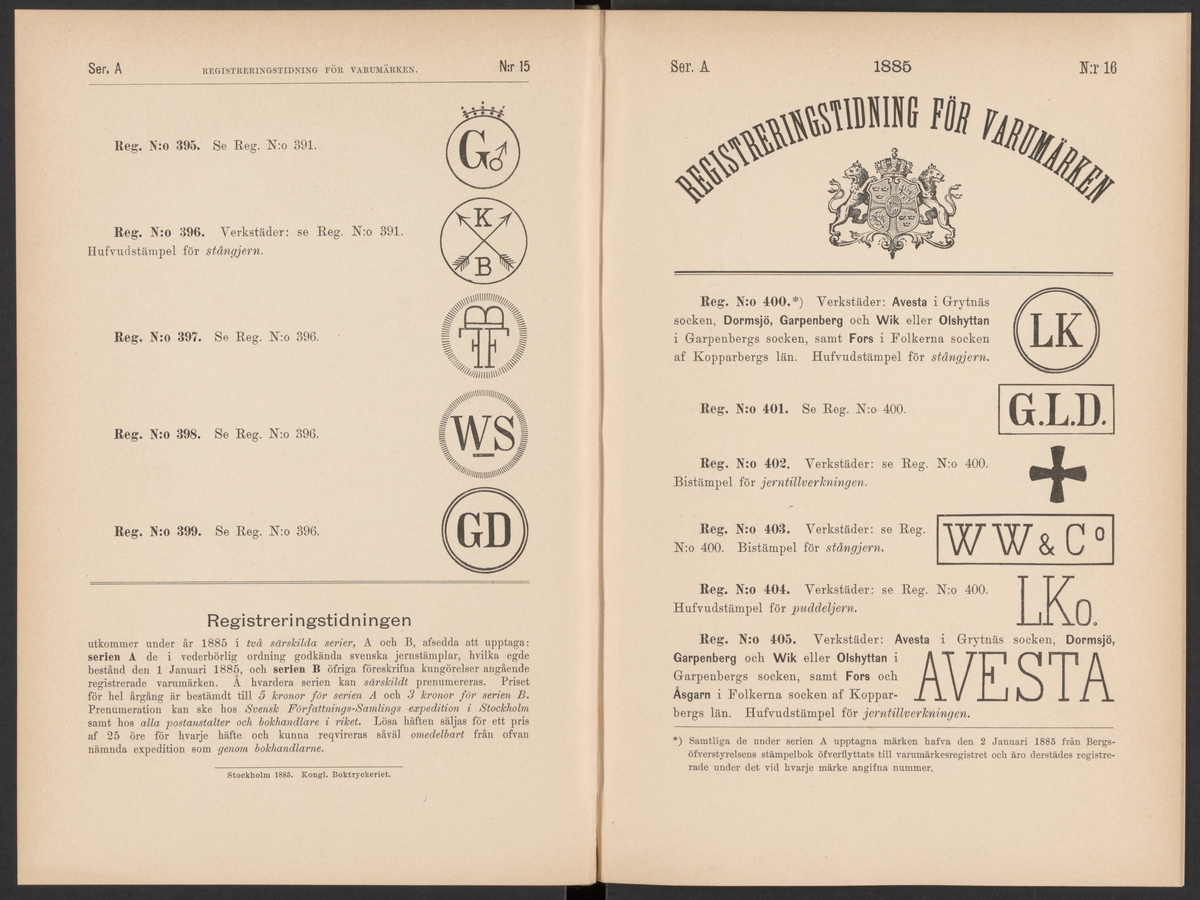 Ser. A REGISTRERINGSTIDNING FÖR VARUMÄRKEN. N:r 15
Reg. N:o 395. Se Reg. N:o 391.
G♂
Reg. N:o 396. Verkstäder: se Reg. N:o 391.
Hufvudstämpel för stångjern.
K
B
Reg. N:o 397. Se Reg. N:o 396.
Reg. N:o 398. Se Reg. N:o 396.
WS
Reg. N:o 399. Se Reg. N:o 396.
GD
Registreringstidningen
utkommer under år 1885 i två särskilda serier, A och B, afsedda att upptaga:
serien A de i vederbörlig ordning godkända svenska jernstämplar, hvilka egde
bestånd den 1 Januari 1885, och serien B öfriga föreskrifna kungörelser angående
registrerade varumärken. Å hvardera serien kan särskildt prenumereras. Priset
för hel årgång är bestämdt till 5 kronor för serien A och 3 kronor för serien B.
Prenumeration kan ske hos Svensk Författnings-Samlings expedition i Stockholm
samt hos alla postanstalter och bokhandlare i riket. Lösa häften säljas för ett pris
af 25 öre för hvarje häfte och kunna reqvireras såväl omedelbart från ofvan
nämnda expedition som genom bokhandlarne.
Stockholm 1885. Kongl. Boktryckeriet.
Ser. A 1885 N:r 16
REGISTRERINGSTIDNING FÖR VARUMÄRKEN
Reg. N:o 400.*) Verkstäder: Avesta i Grytnäs
socken, Dormsjö, Garpenberg och Wik eller Olshyttan
i Garpenbergs socken, samt Fors i Folkerna socken
af Kopparbergs län. Hufvudstämpel för stångjern.
LK
Reg. N:o 401. Se Reg. N:o 400.
G.L.D.
Reg. N:o 402. Verkstäder: se Reg. N:o 400.
Bistämpel för jerntillverkningen.
Reg. N:o 403. Verkstäder: se Reg.
N:o 400. Bistämpel för stångjern.
WW & Co
Reg. N:o 404. Verkstäder: se Reg. N:o 400.
Hufvudstämpel för puddeljern.
LKo.
Reg. N:o 405. Verkstäder: Avesta i Grytnäs socken, Dormsjö,
Garpenberg och Wik eller Olshyttan i
Garpenbergs socken, samt Fors och
Åsgarn i Folkerna socken af Koppar-
bergs län. Hufvudstämpel för jerntillverkningen.
AVESTA
*) Samtliga de under serien A upptagna märken hafva den 2 Januari 1885 från Bergs-
öfverstyrelsens stämpelbok öfverflyttats till varumärkesregistret och äro derstädes registre-
rade under det vid hvarje märke angifna nummer.